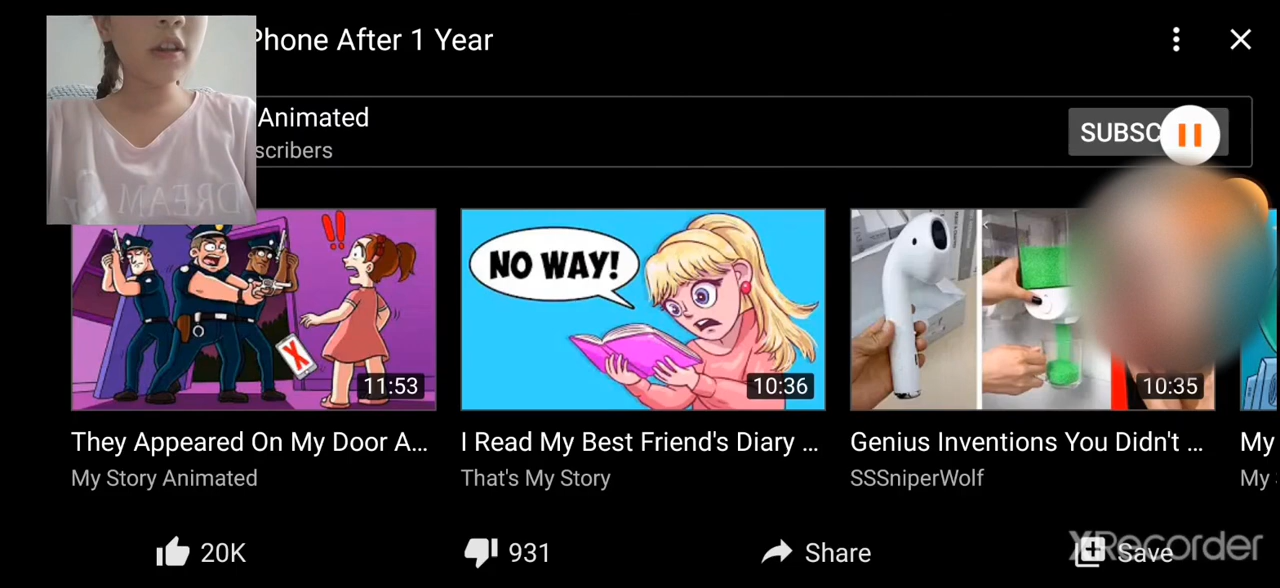 Phone After 1 Year
Animated
scribers
SUBSC
DREAM
!!
NO WAY!
X
11:53
10:36
10:35
They Appeared On My Door A...
I Read My Best Friend's Diary ...
Genius Inventions You Didn't ...
My
My Story Animated
That's My Story
SSSniperWolf
My
20K
931
Share
Save
XRecorder